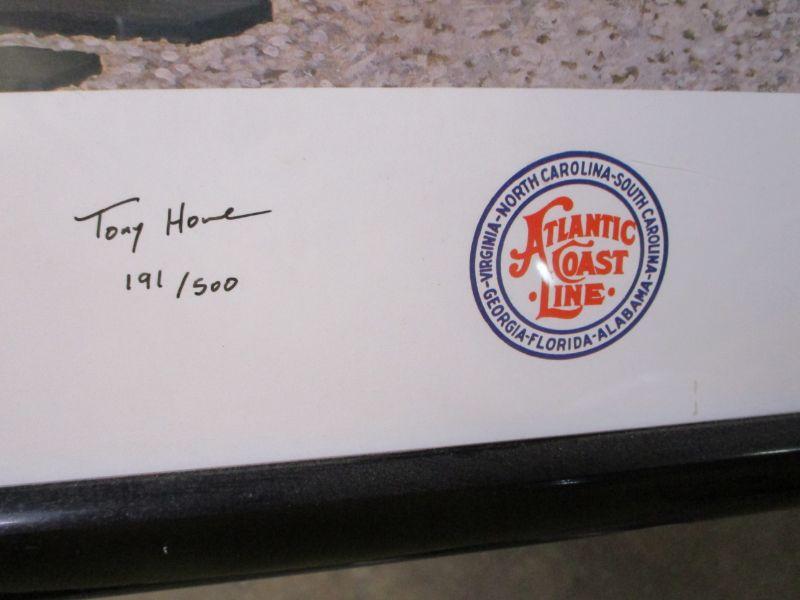 Tony Howe
191/500
VIRGINIA-NORTH CAROLINA-SOUTH CAROLINA-
GEORGIA-FLORIDA-ALABAMA-
ATLANTIC
COAST
·LINE·